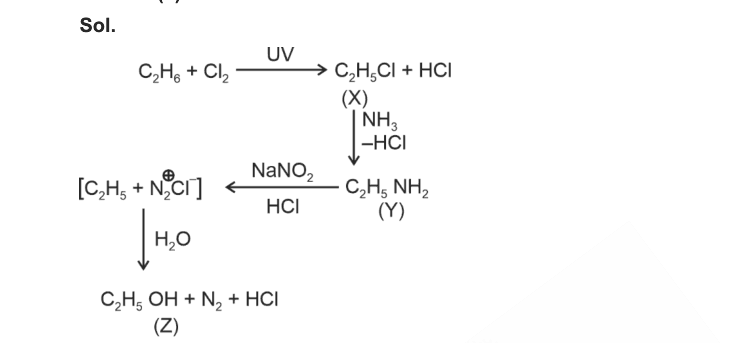 Sol.
C₂H₆ + Cl₂ UV → C₂H₅Cl + HCl
(X)
NH₃
–HCl
[C₂H₅ + N₂⊕Cl⁻] ← NaNO₂ C₂H₅ NH₂
HCl (Y)
H₂O
C₂H₅ OH + N₂ + HCl
(Z)